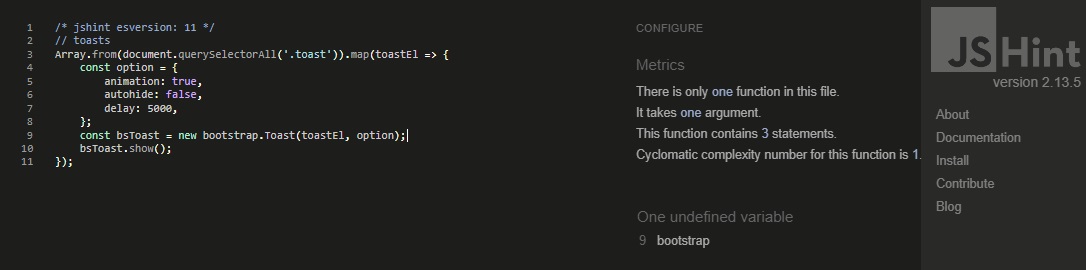 1 /* jshint esversion: 11 */
2 // toasts
3 Array.from(document.querySelectorAll('.toast')).map(toastEl => {
4 const option = {
5 animation: true,
6 autohide: false,
7 delay: 5000,
8 };
9 const bsToast = new bootstrap.Toast(toastEl, option);
10 bsToast.show();
11 });
CONFIGURE
Metrics
There is only one function in this file.
It takes one argument.
This function contains 3 statements.
Cyclomatic complexity number for this function is 1.
One undefined variable
9 bootstrap
JSHint
version 2.13.5
About
Documentation
Install
Contribute
Blog